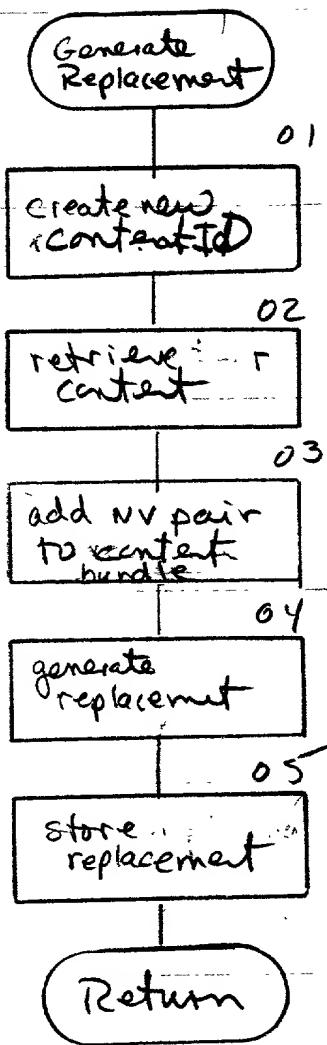 Generate
Replacement
01
create new
contentID
02
retrieve r
content
03
add NV pair
to content
bundle
04
generate
replacemet
05
store
replacement
Return